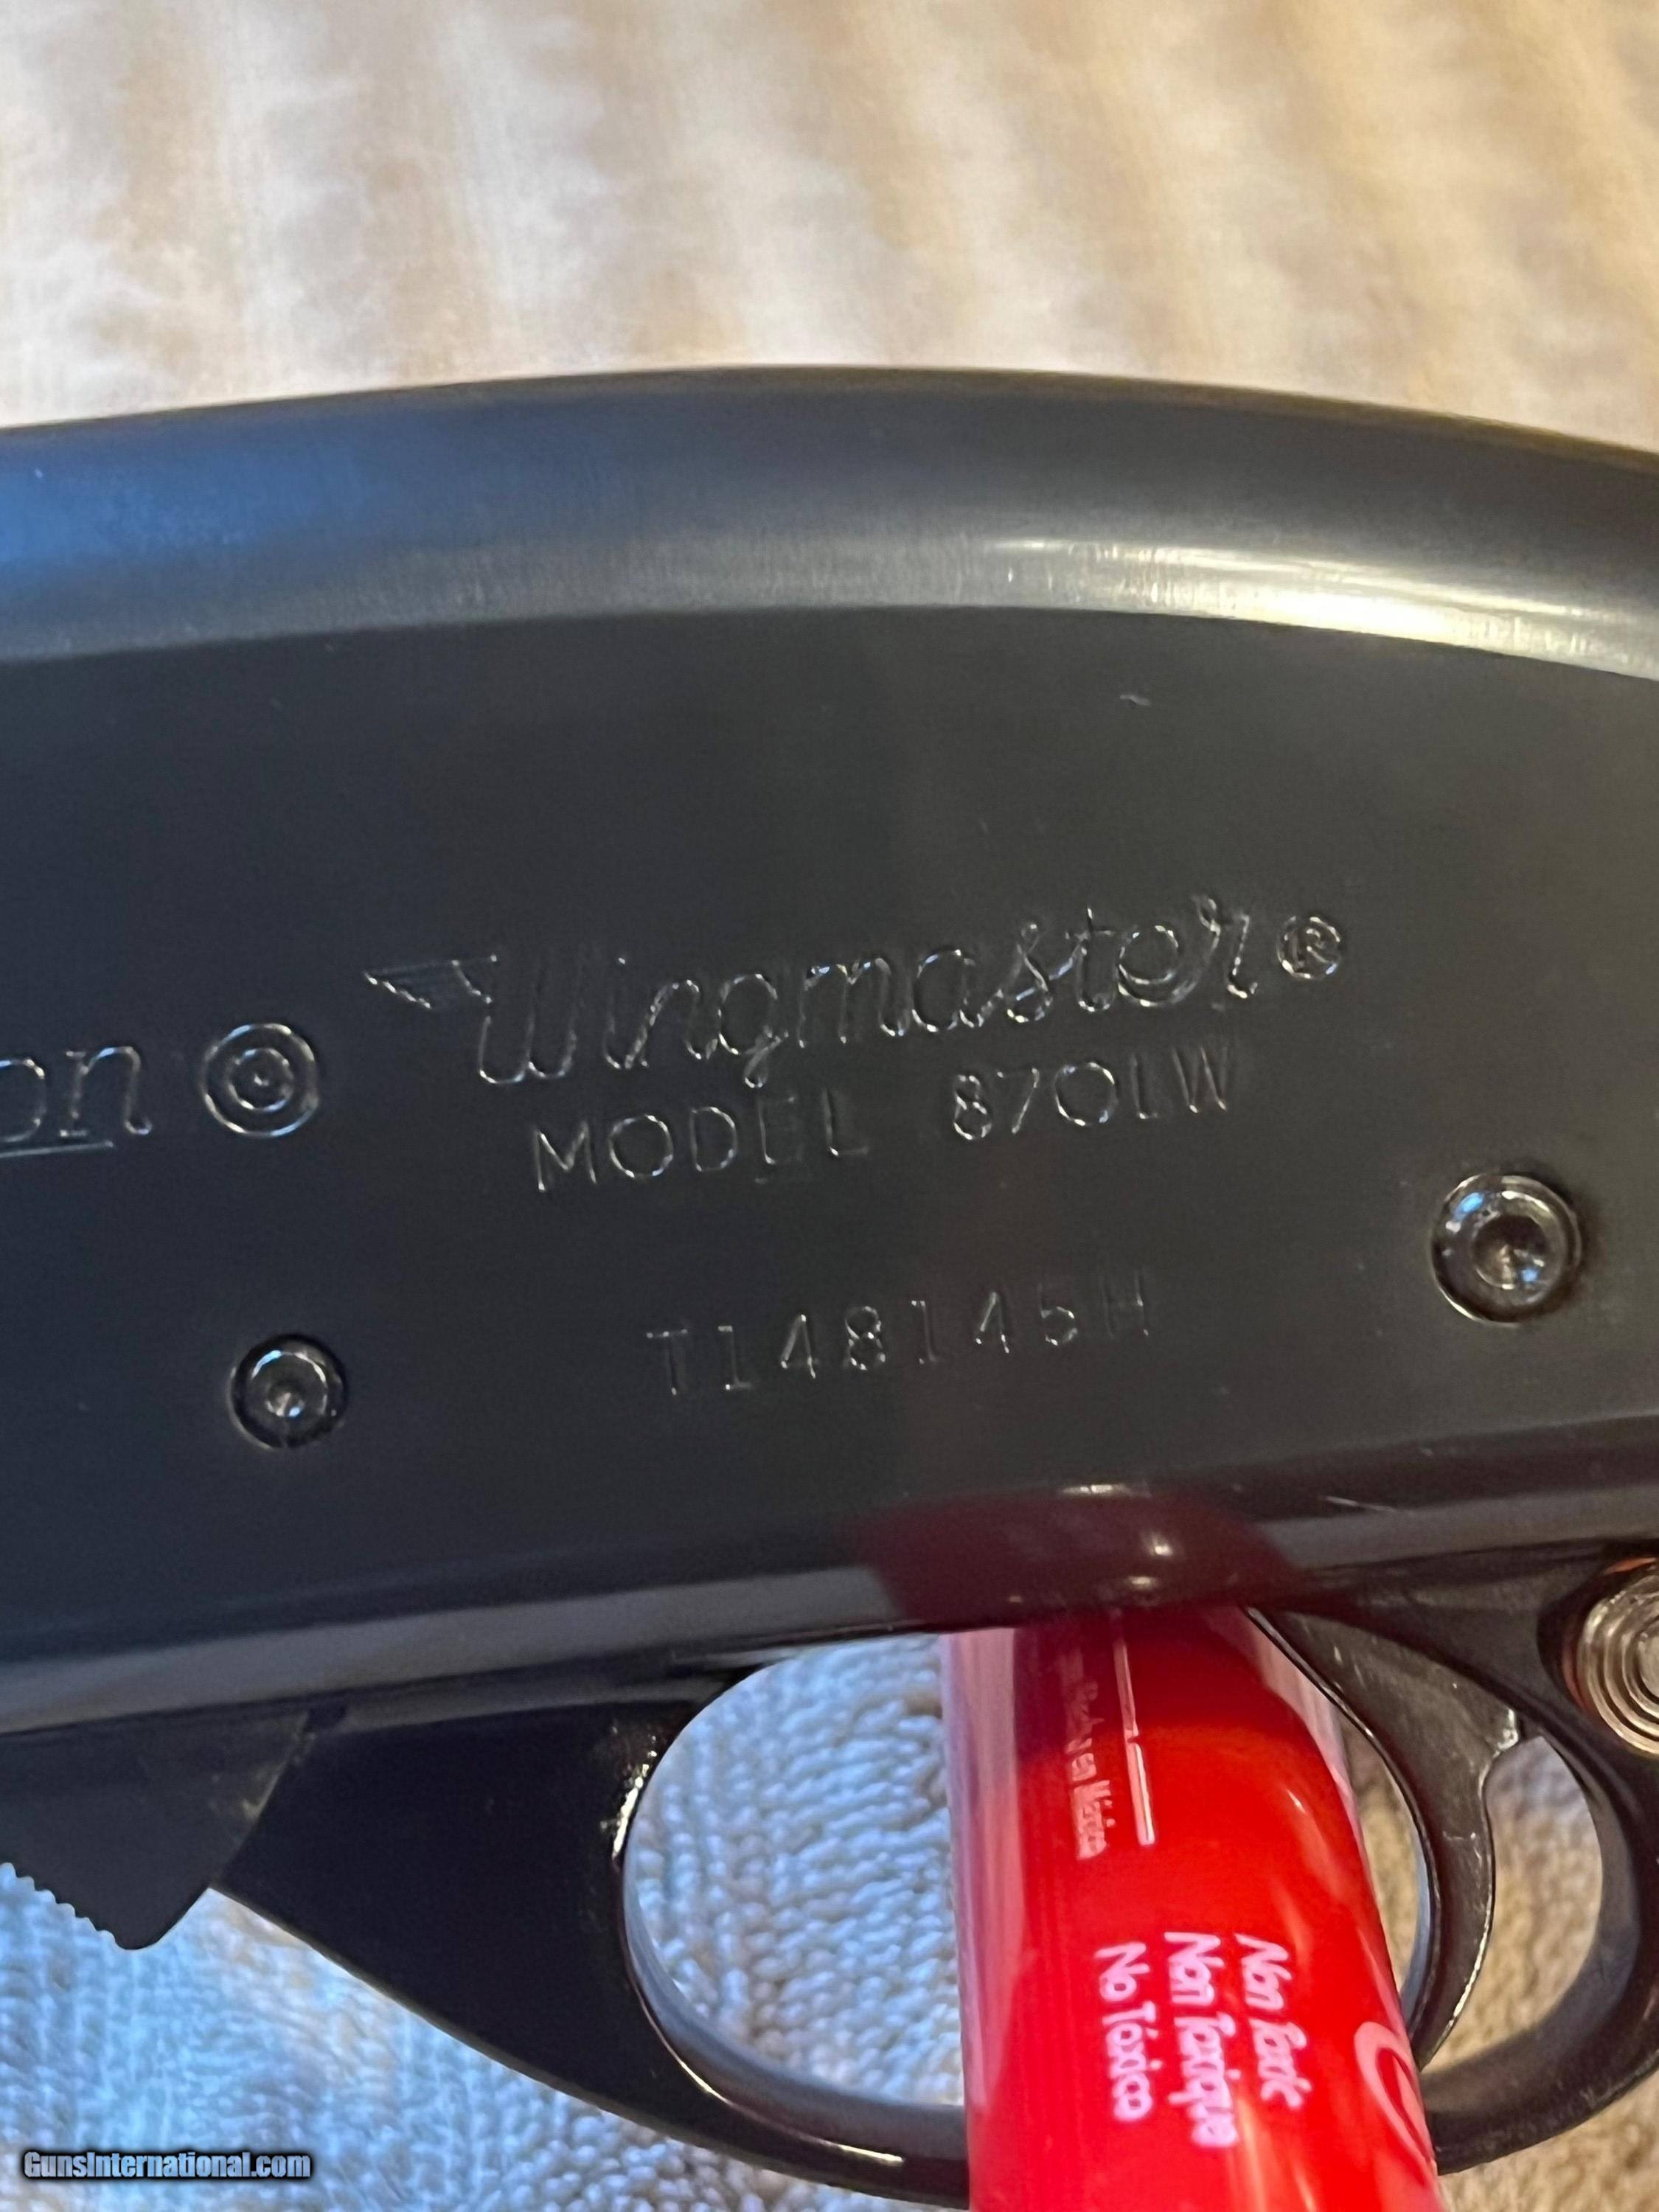 on Wingmaster®
MODEL 870LW
T148145H
Non Toxic
Non Toxique
No Tóxico
GunsInternational.com